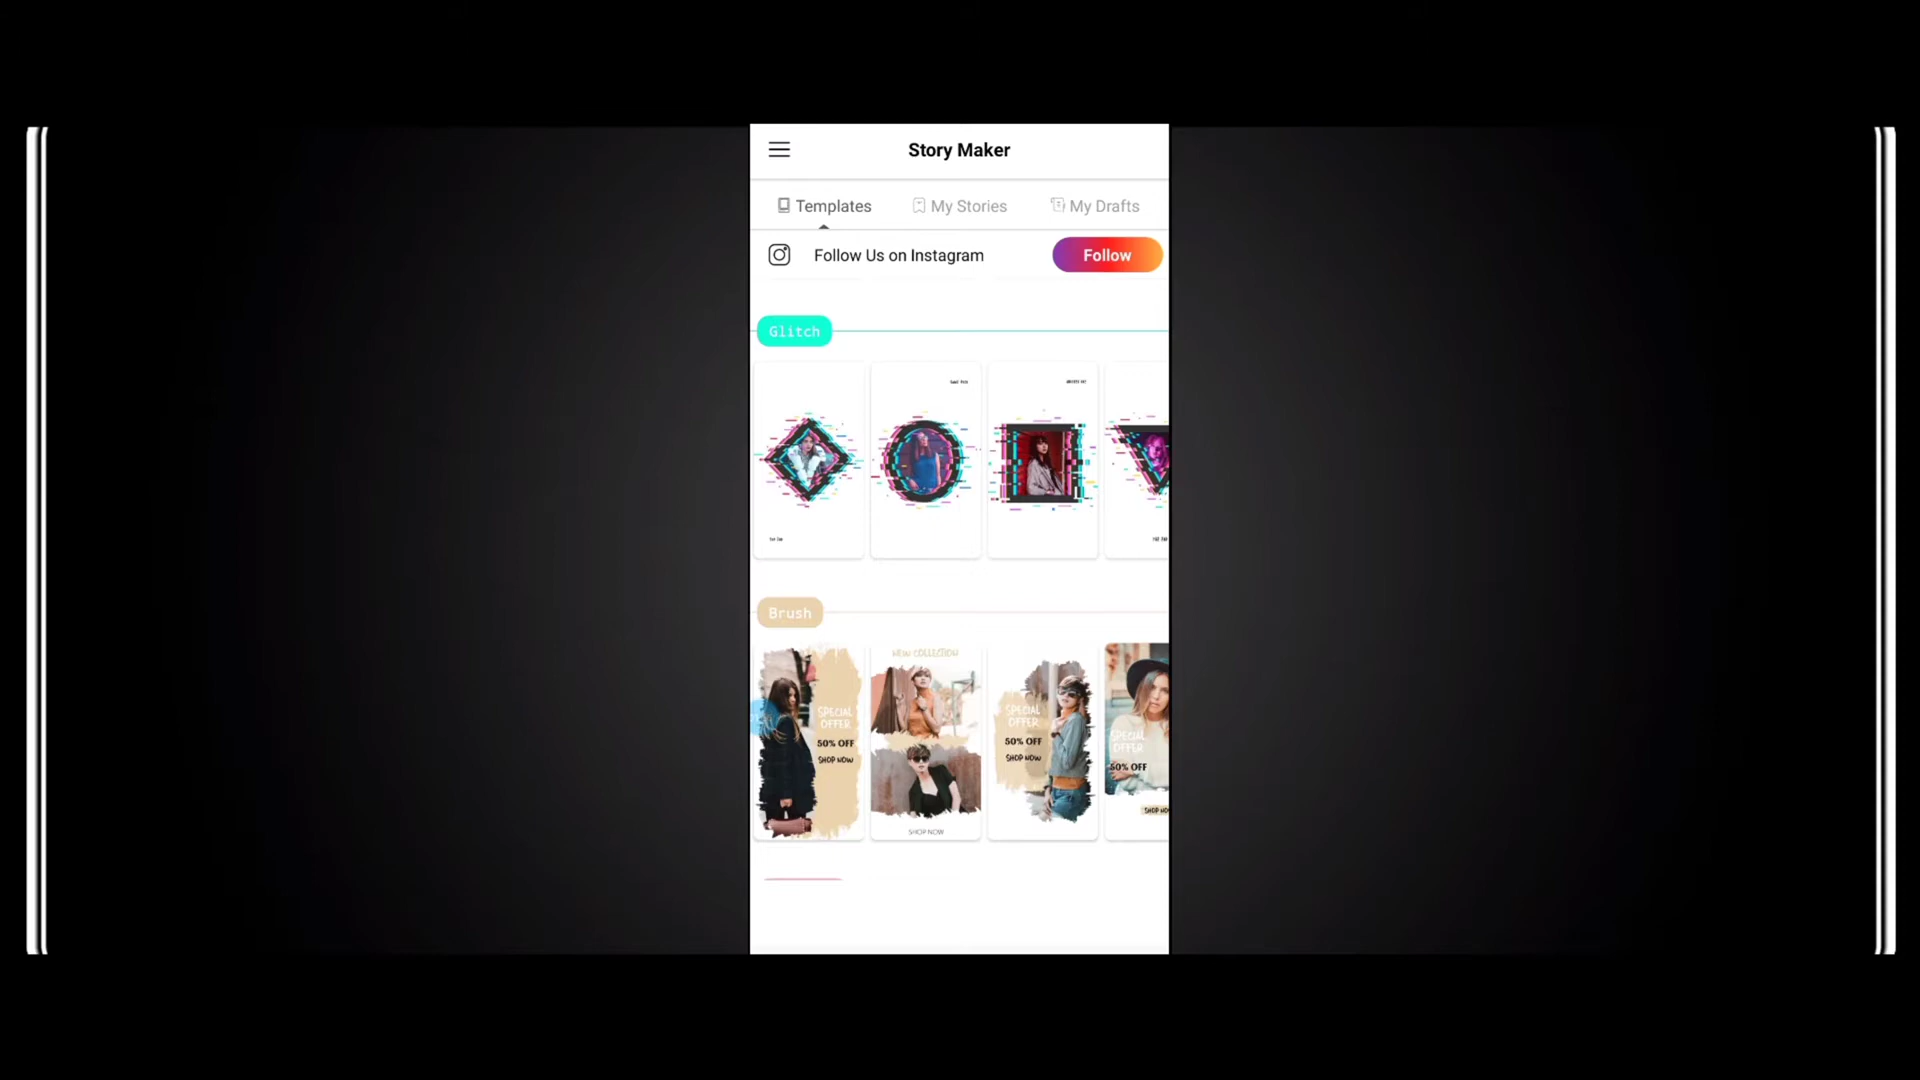 Story Maker
Templates
My Stories
My Drafts
Follow Us on Instagram
Follow
Glitch
Brush
SPECIAL
OFFER
50% OFF
SHOP NOW
NEW COLLECTION
SHOP NOW
SPECIAL
OFFER
50% OFF
SHOP NOW
SPECIAL
OFFER
50% OFF